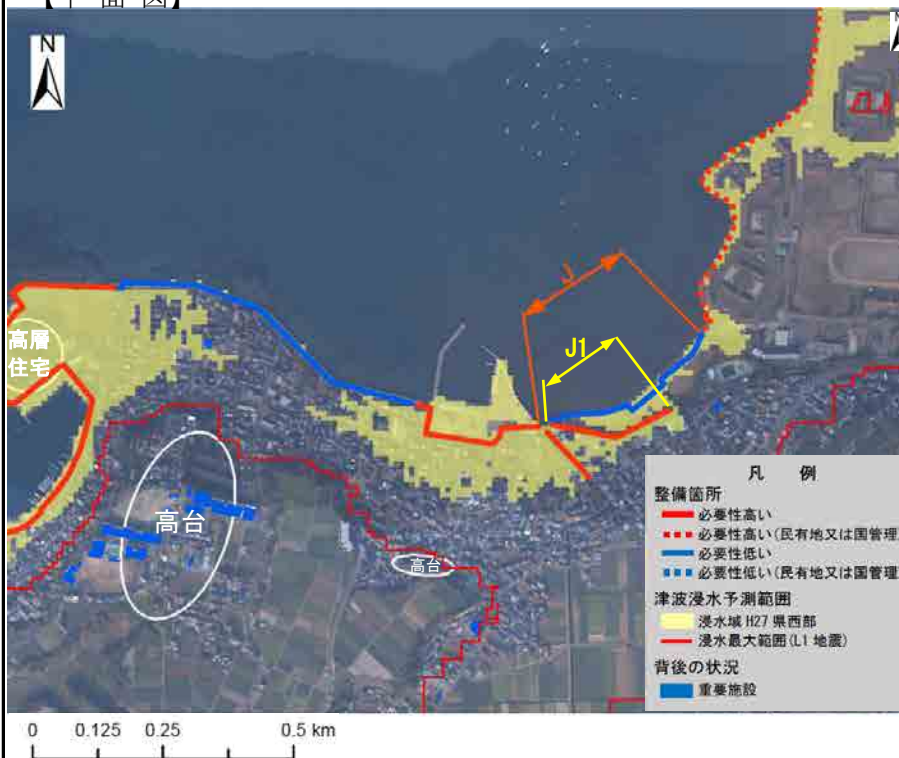 【平 面 図】
N
高層
住宅
J
J1
高台
高台
凡 例
整備箇所
必要性高い
必要性高い(民有地又は国管理)
必要性低い
必要性低い(民有地又は国管理)
津波浸水予測範囲
浸水域 H27 県西部
浸水最大範囲(L1 地震)
背後の状況
重要施設
0 0.125 0.25 0.5 km